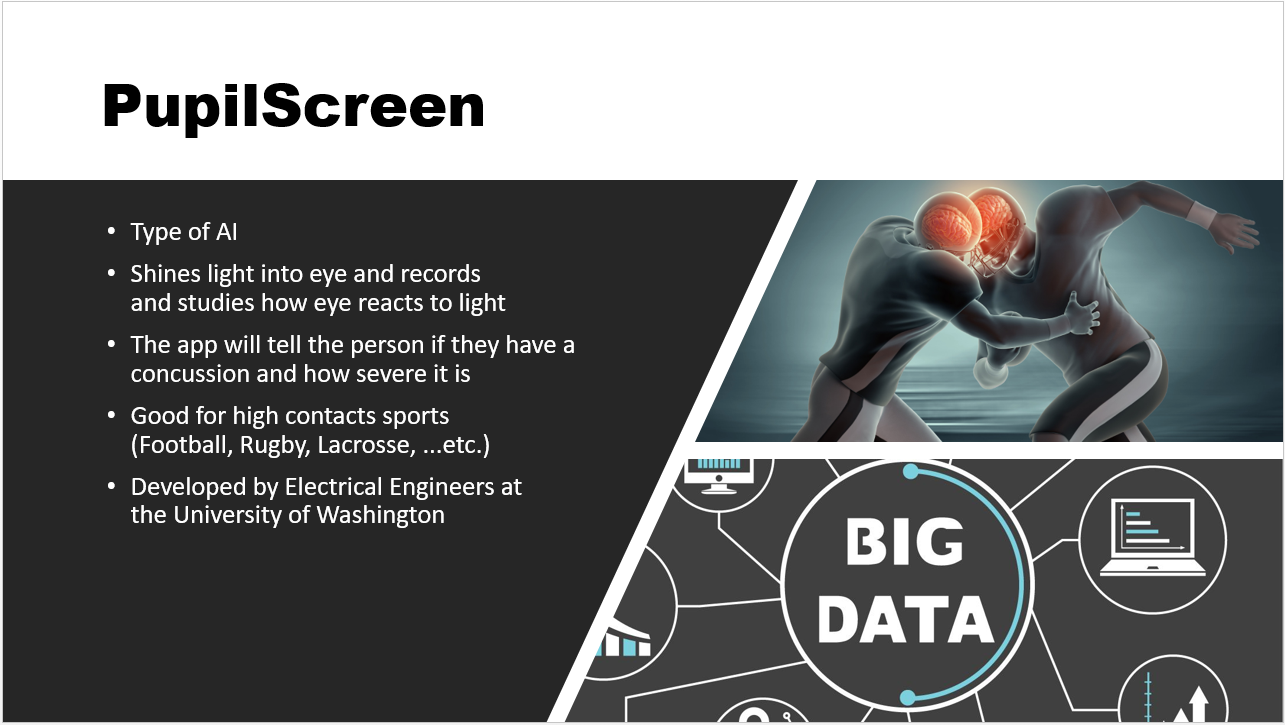 PupilScreen
• Type of AI
• Shines light into eye and records
and studies how eye reacts to light
• The app will tell the person if they have a
concussion and how severe it is
• Good for high contacts sports
(Football, Rugby, Lacrosse, ...etc.)
• Developed by Electrical Engineers at
the University of Washington
BIG
DATA